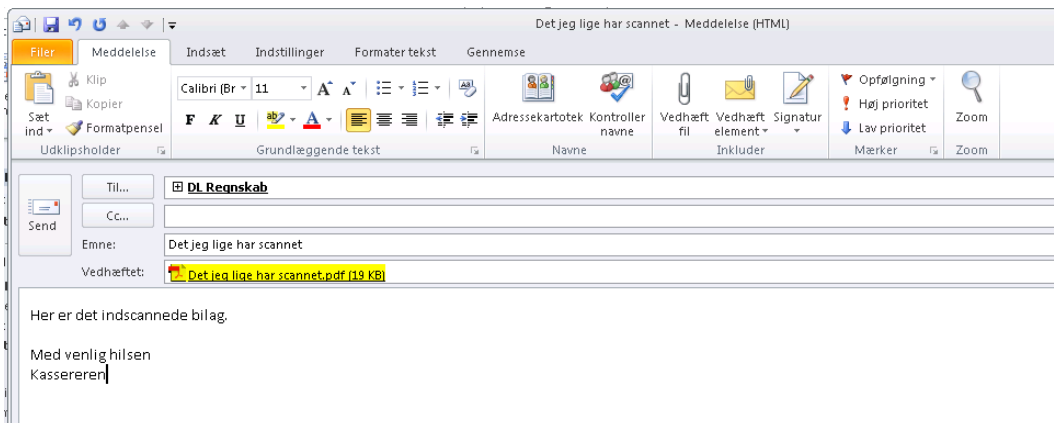 Det jeg lige har scannet - Meddelelse (HTML)
Filer Meddelelse Indsæt Indstillinger Formater tekst Gennemse
Sæt ind
Klip
Kopier
Formatpensel
Udklipsholder
Calibri (Br 11
F K U
Grundlæggende tekst
Adressekartotek Kontroller navne
Navne
Vedhæft fil Vedhæft element Signatur
Inkluder
Opfølgning
Høj prioritet
Lav prioritet
Mærker
Zoom
Zoom
Send
Til... DL Regnskab
Cc...
Emne: Det jeg lige har scannet
Vedhæftet: Det jeg lige har scannet.pdf (19 KB)
Her er det indscannede bilag.
Med venlig hilsen
Kassereren